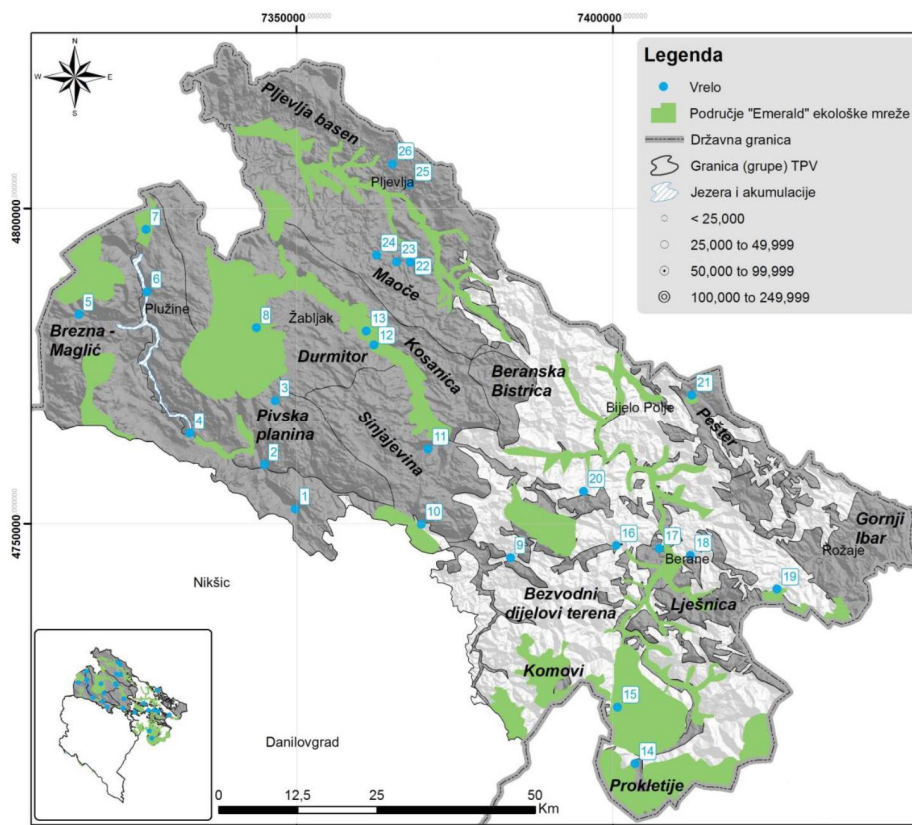 7350000,000000
7400000,000000
N
W
E
S
Legenda
Vrelo
Područje "Emerald" ekološke mreže
Državna granica
Granica (grupe) TPV
Jezera i akumulacije
< 25,000
25,000 to 49,999
50,000 to 99,999
100,000 to 249,999
Pljevlja basen
26
Pljevlja
25
4800000
7
24
23
22
Maoče
6
5
Plužine
8
Žabljak
13
12
Brezna -
Maglić
Durmitor
Kosanica
Beranska
Bistrica
3
21
Bijelo Polje
Pešter
Pivska
planina
Sinjajevina
4
2
11
20
1
10
4750000
Gornji
Ibar
Rožaje
9
16
17
18
Berane
19
Nikšic
Bezvodni
dijelovi terena
Lješnica
Komovi
15
Danilovgrad
14
Prokletije
0
12,5
25
50
Km